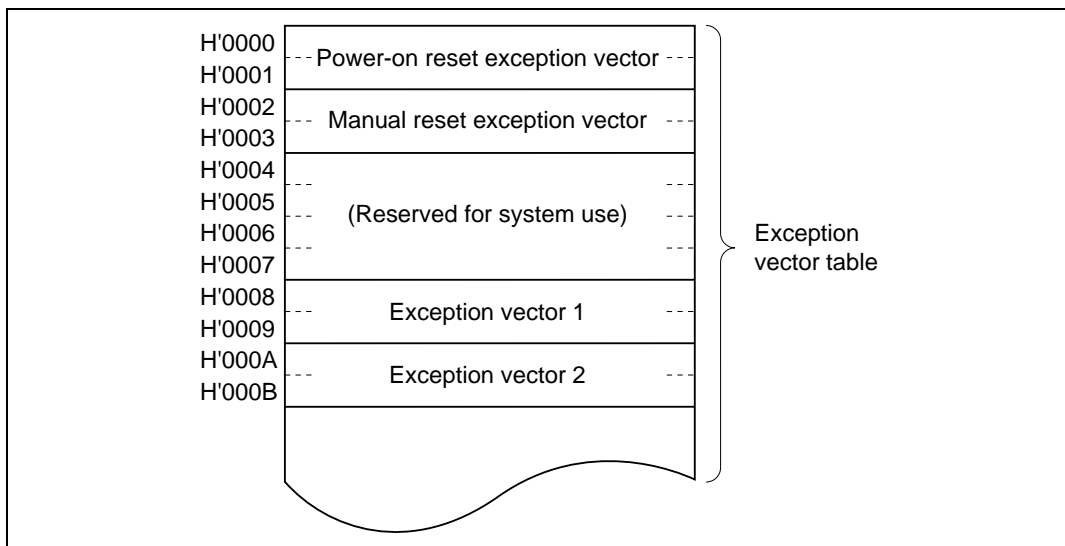 H'0000
H'0001
H'0002
H'0003
H'0004
H'0005
H'0006
H'0007
H'0008
H'0009
H'000A
H'000B
Power-on reset exception vector
Manual reset exception vector
(Reserved for system use)
Exception vector 1
Exception vector 2
Exception
vector table